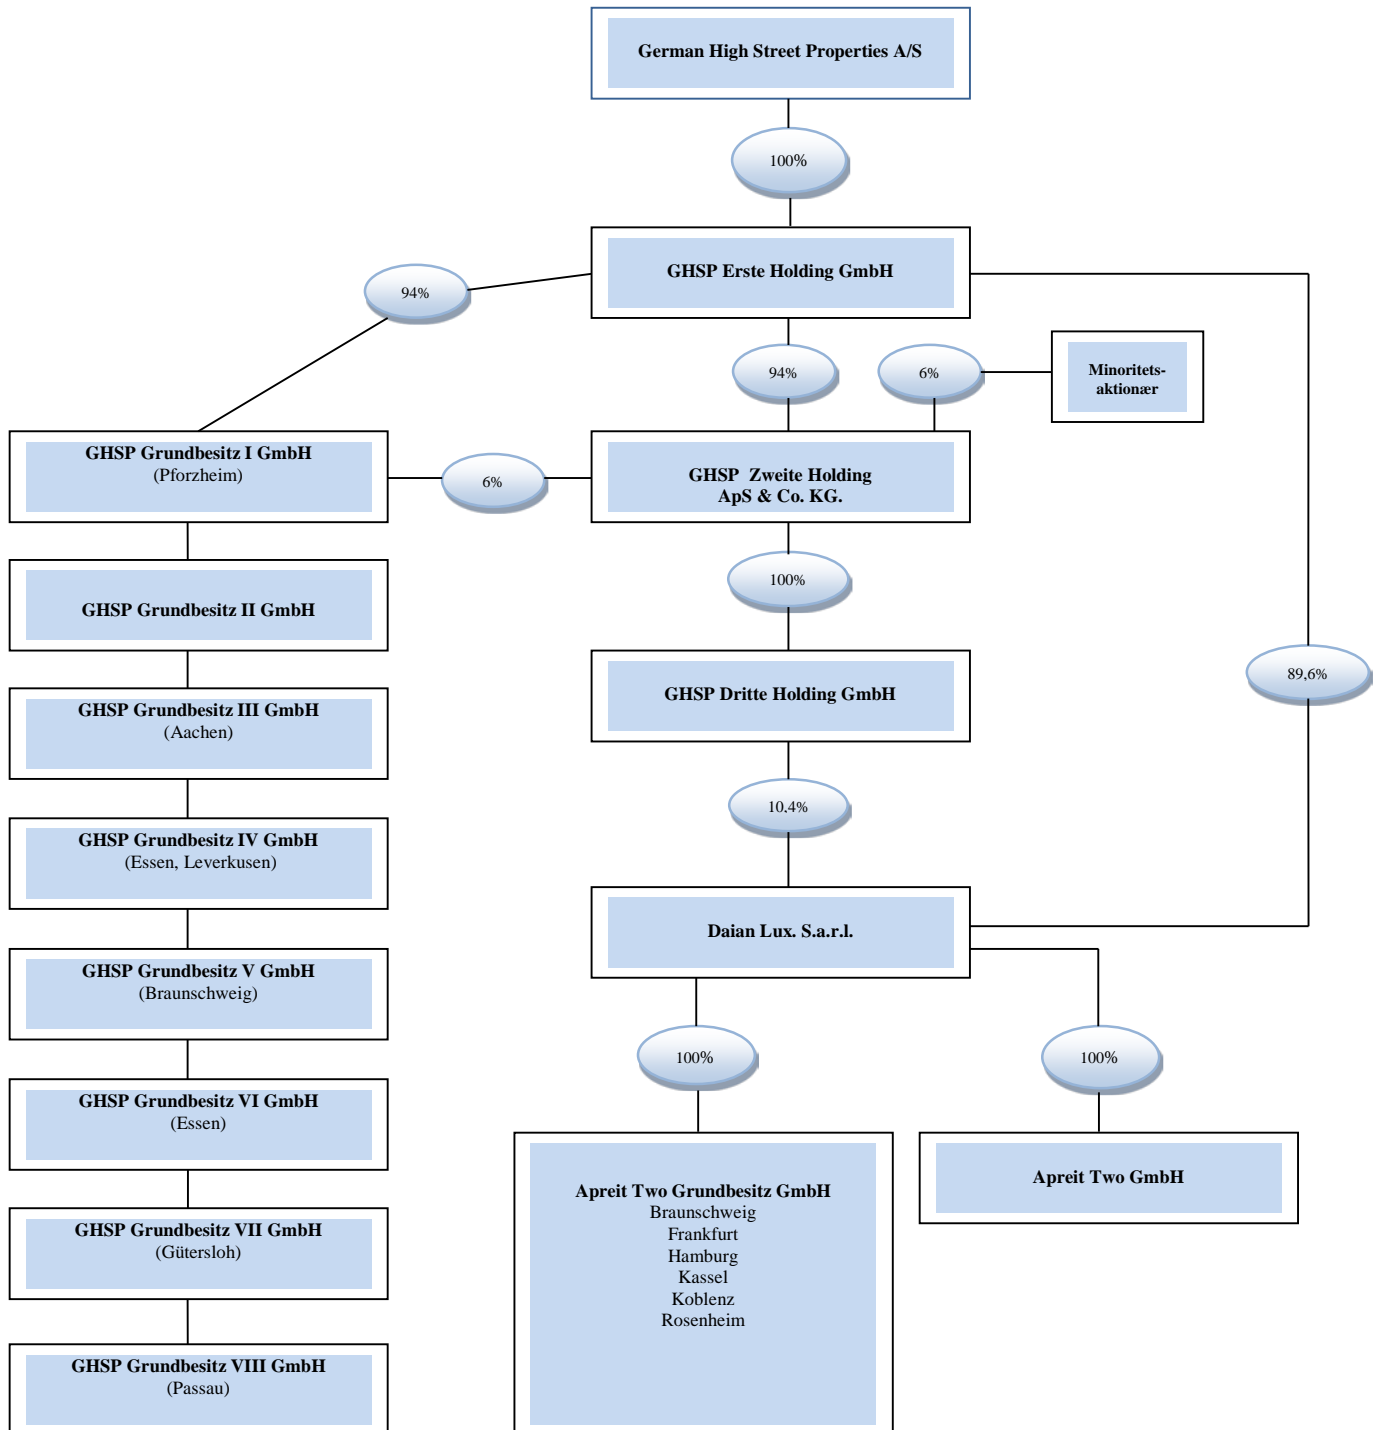 German High Street Properties A/S
100%
GHSP Erste Holding GmbH
94%
94%
6%
Minoritets-
aktionær
GHSP Grundbesitz I GmbH
(Pforzheim)
6%
GHSP  Zweite Holding
ApS & Co. KG.
100%
GHSP Grundbesitz II GmbH
GHSP Dritte Holding GmbH
89,6%
GHSP Grundbesitz III GmbH
(Aachen)
10,4%
GHSP Grundbesitz IV GmbH
(Essen, Leverkusen)
Daian Lux. S.a.r.l.
GHSP Grundbesitz V GmbH
(Braunschweig)
100%
100%
GHSP Grundbesitz VI GmbH
(Essen)
Apreit Two Grundbesitz GmbH
Braunschweig
Frankfurt
Hamburg
Kassel
Koblenz
Rosenheim
Apreit Two GmbH
GHSP Grundbesitz VII GmbH
(Gütersloh)
GHSP Grundbesitz VIII GmbH
(Passau)